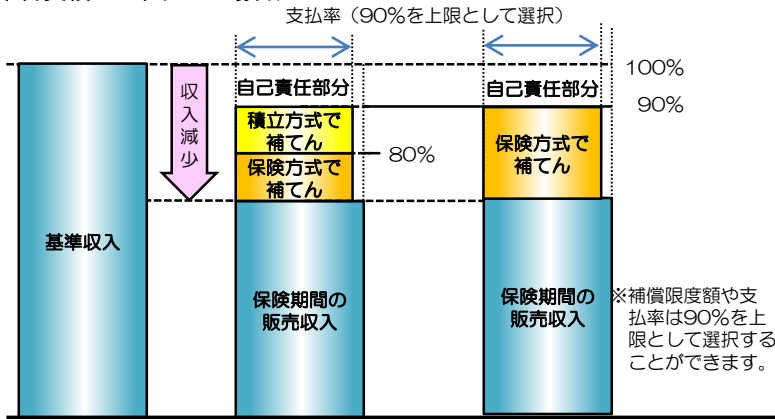 支払率（90％を上限として選択）
100%
自己責任部分
自己責任部分
90%
収入減少
積立方式で
補てん
80%
保険方式で
補てん
保険方式で
補てん
基準収入
保険期間の
販売収入
保険期間の
販売収入
※補償限度額や支
払率は90％を上
限として選択する
ことができます。